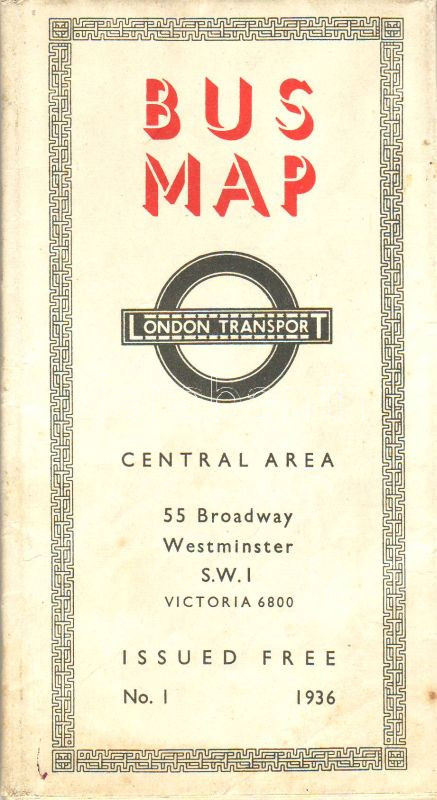 BUS
MAP
LONDON TRANSPORT
CENTRAL AREA
55 Broadway
Westminster
S.W.1
VICTORIA 6800
ISSUED FREE
No. 1 1936